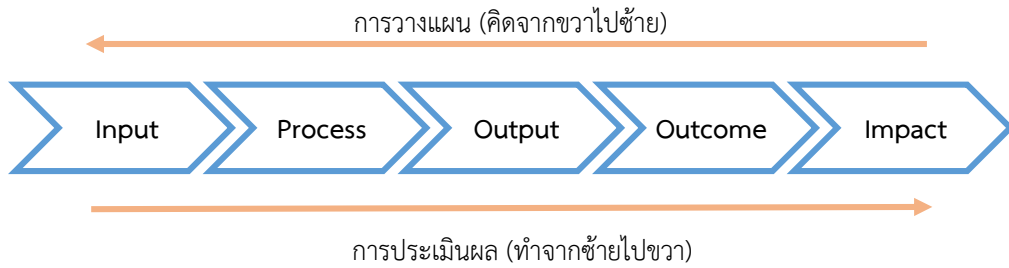 การวางแผน (คิดจากขวาไปซ้าย)
Input Process Output Outcome Impact
การประเมินผล (ทำจากซ้ายไปขวา)